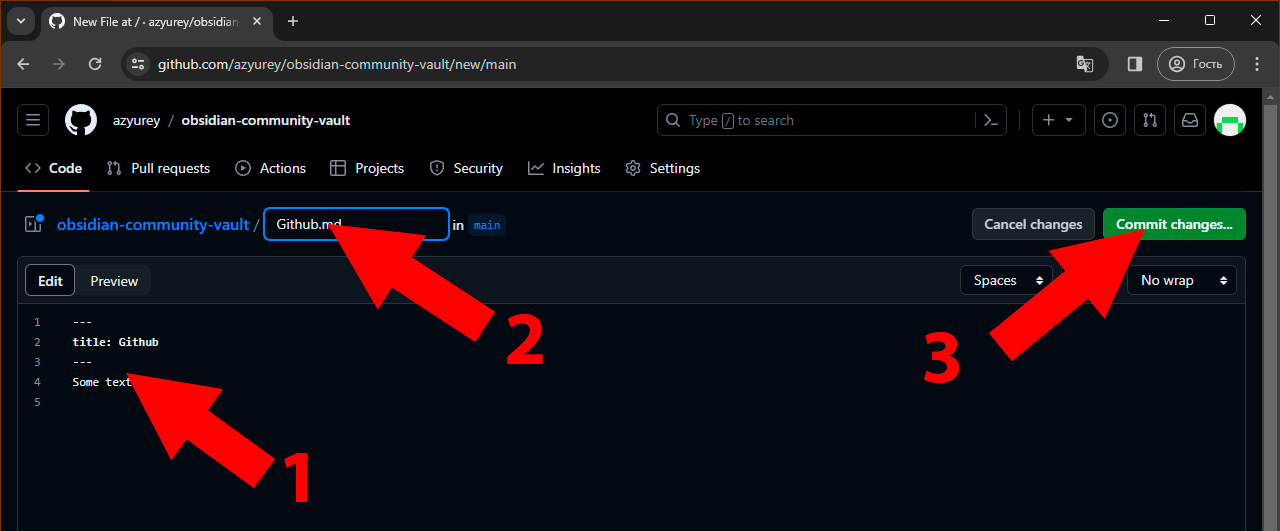 New File at / · azyurey/obsidian
github.com/azyurey/obsidian-community-vault/new/main
Гость
azyurey / obsidian-community-vault
Type / to search
Code Pull requests Actions Projects Security Insights Settings
obsidian-community-vault / Github.md in main
Cancel changes Commit changes...
Edit Preview Spaces No wrap
1 ---
2 title: Github
3 ---
4 Some text
5
2
3
1